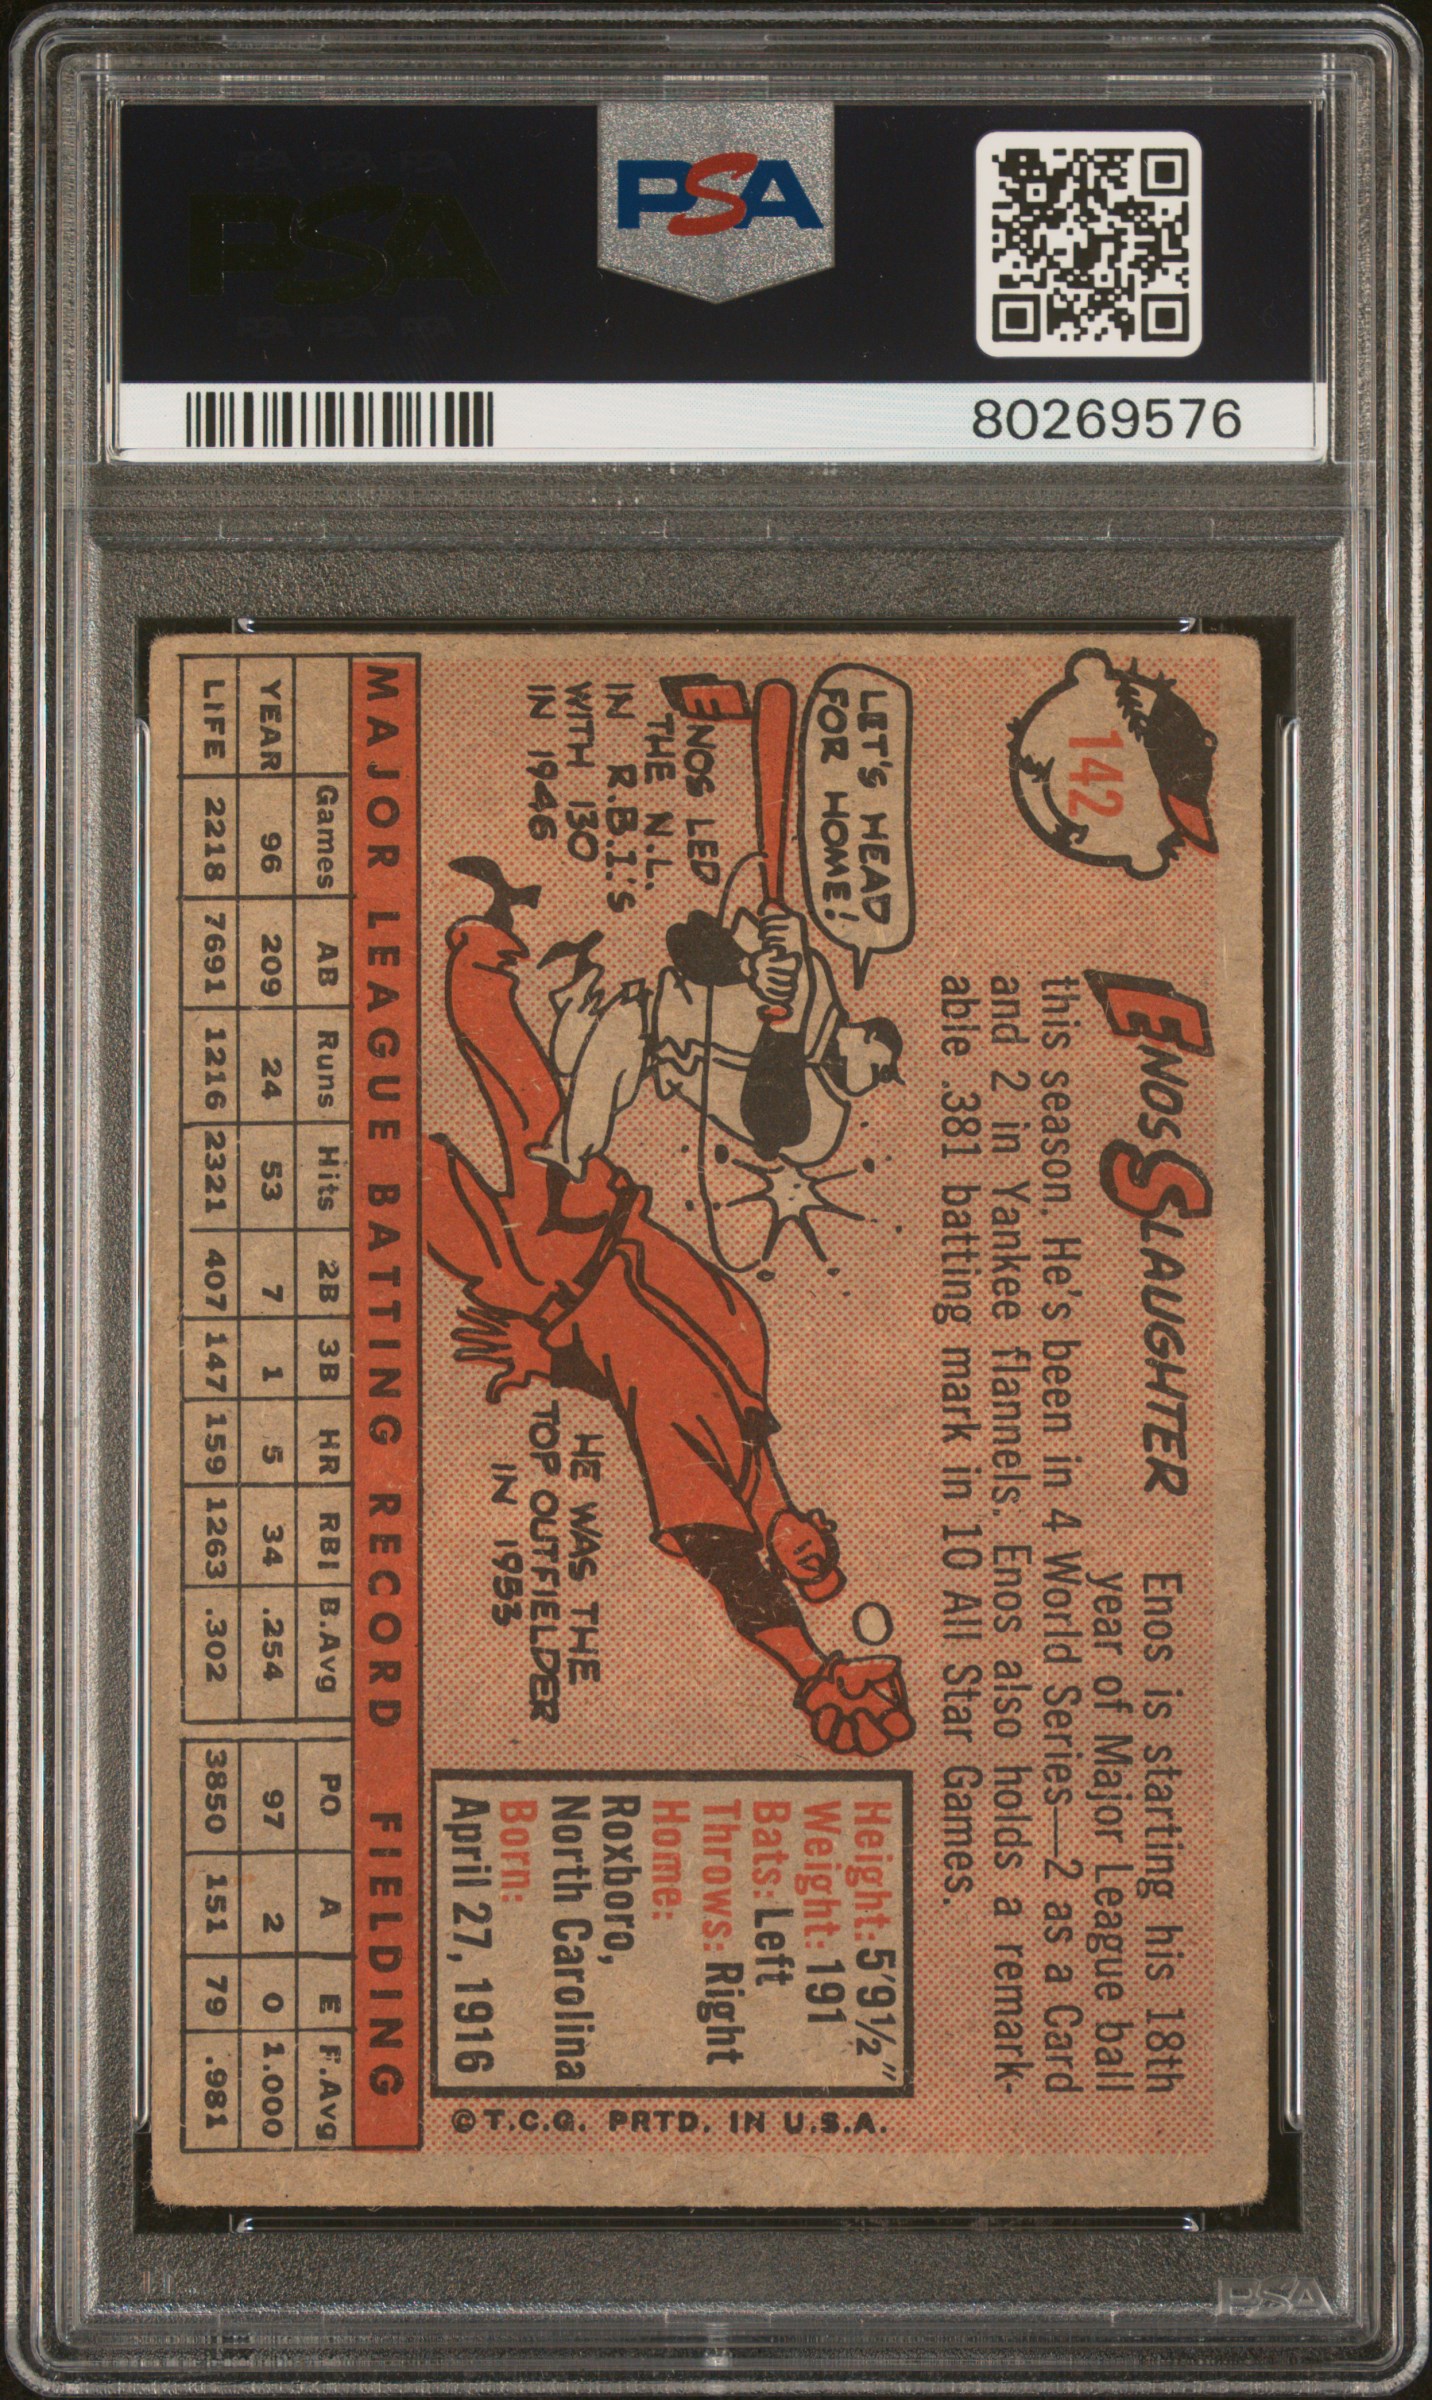 PSA
PSA
80269576
142
ENOS SLAUGHTER
Enos is starting his 18th
year of Major League ball
this season. He's been in 4 World Series—2 as a Card
and 2 in Yankee flannels. Enos also holds a remark-
able .381 batting mark in 10 All Star Games.
LET'S HEAD
FOR HOME!
ENOS LED
THE N.L.
IN R.B.I.'S
WITH 130
IN 1946
HE WAS THE
TOP OUTFIELDER
IN 1953
Height: 5'9½"
Weight: 191
Bats: Left
Throws: Right
Home:
Roxboro,
North Carolina
Born:
April 27, 1916
© T.C.G. PRTD. IN U.S.A.
MAJOR LEAGUE BATTING RECORD FIELDING
Games AB Runs Hits 2B 3B HR RBI B.Avg PO A E F.Avg
YEAR 96 209 24 53 7 1 5 34 .254 97 2 0 1.000
LIFE 2218 7691 1216 2321 407 147 159 1263 .302 3850 151 79 .981
PSA